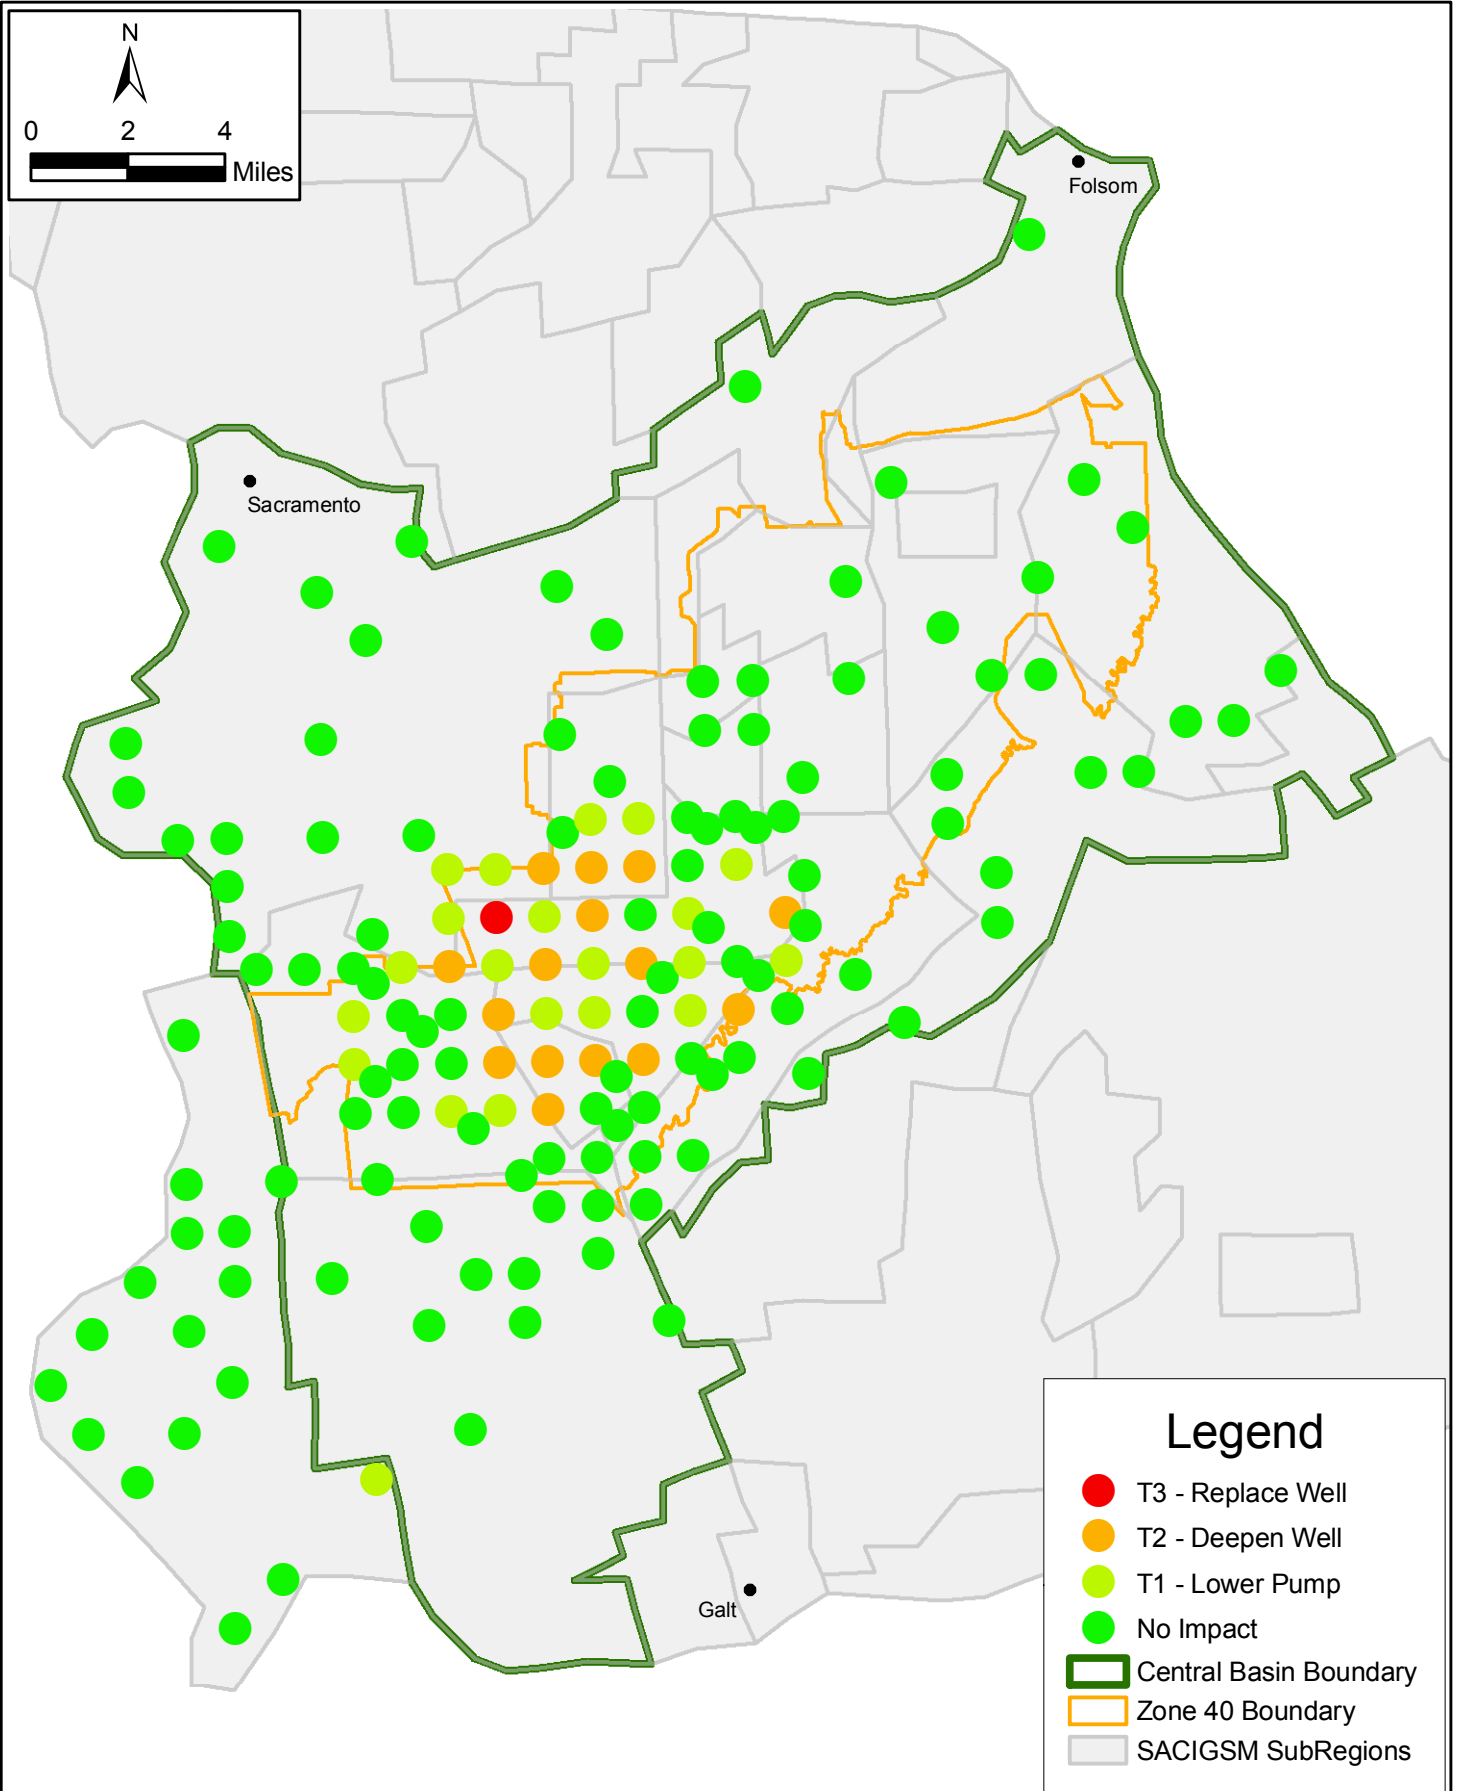 N
0 2 4
Miles
Folsom
Sacramento
Galt
Legend
T3 - Replace Well
T2 - Deepen Well
T1 - Lower Pump
No Impact
Central Basin Boundary
Zone 40 Boundary
SACIGSM SubRegions